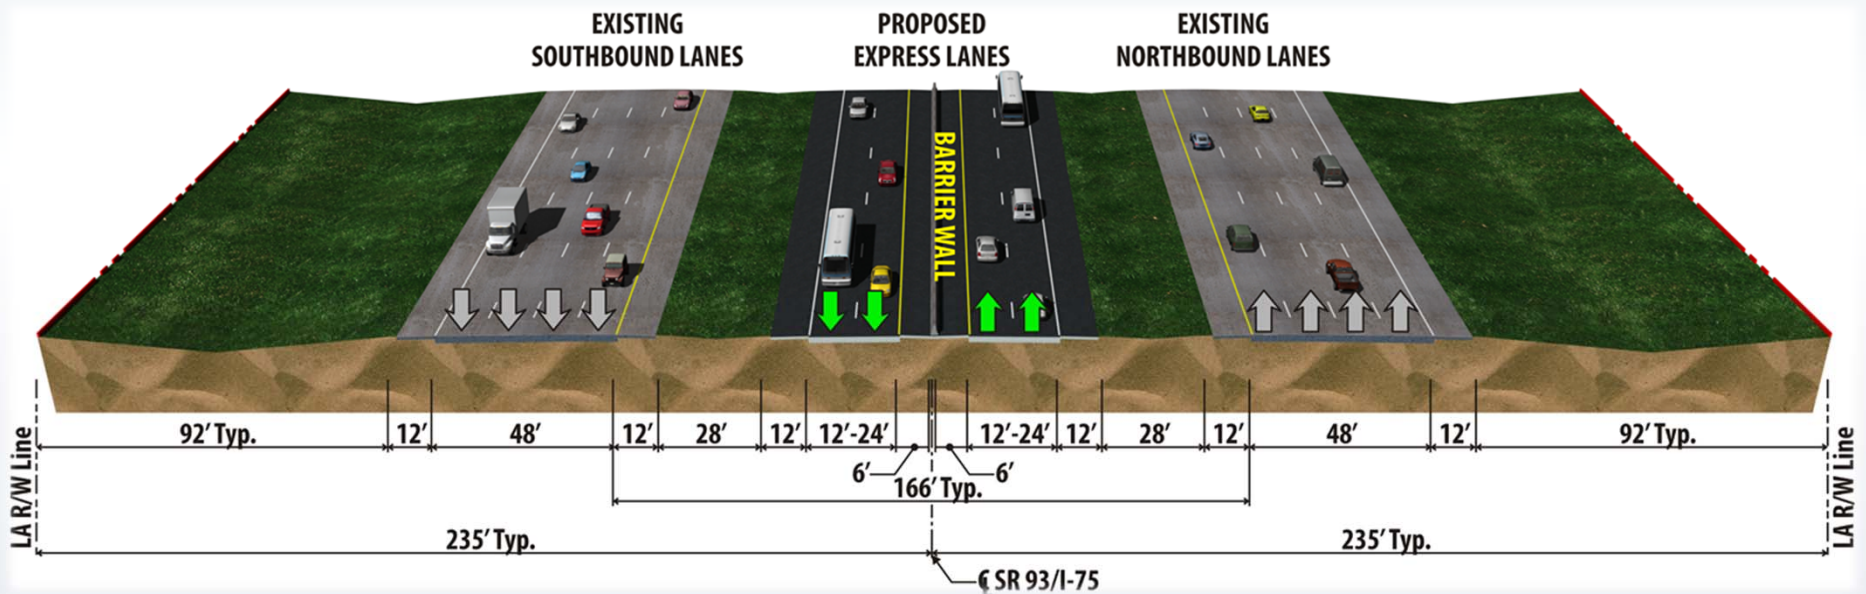 EXISTING
SOUTHBOUND LANES
PROPOSED
EXPRESS LANES
EXISTING
NORTHBOUND LANES
BARRIER WALL
92' Typ.
12'
48'
12'
28'
12'
12'-24'
12'-24'
12'
28'
12'
48'
12'
92' Typ.
6'
6'
166' Typ.
LA R/W Line
LA R/W Line
235' Typ.
235' Typ.
℄ SR 93/I-75